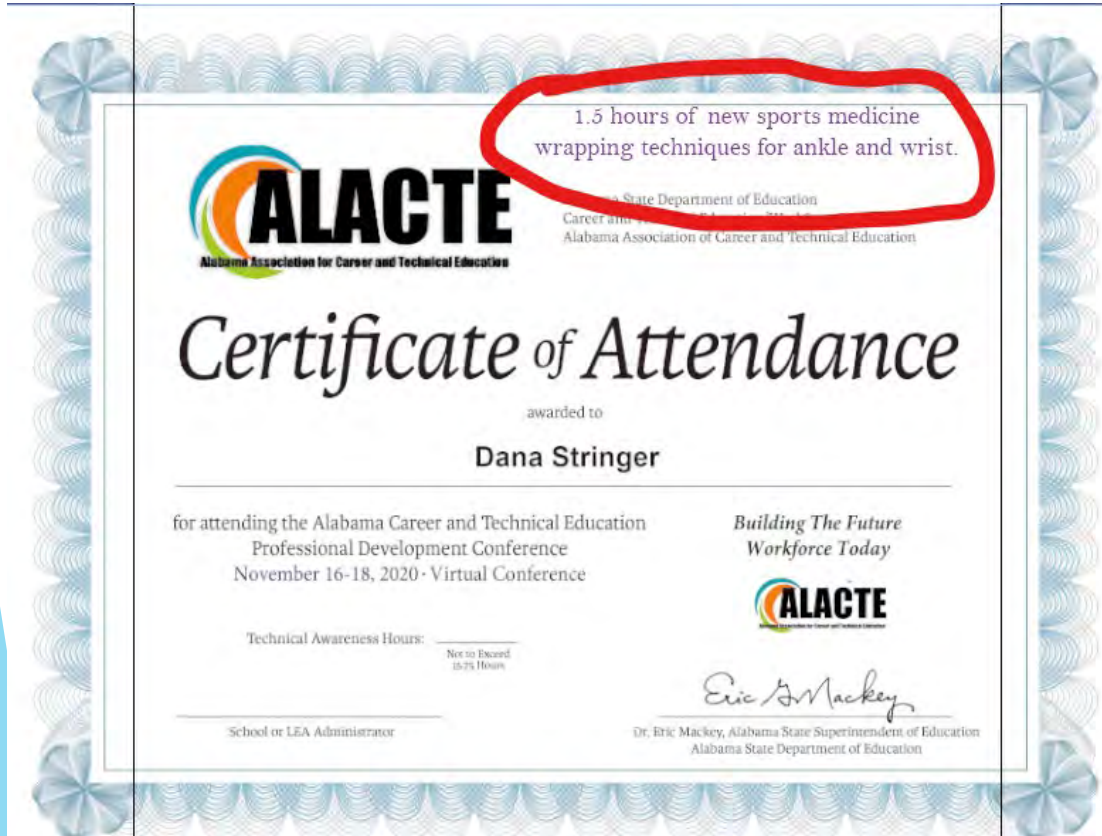 1.5 hours of new sports medicine
wrapping techniques for ankle and wrist.
ALACTE
Alabama Association for Career and Technical Education
State Department of Education
Career and
Alabama Association of Career and Technical Education
Certificate of Attendance
awarded to
Dana Stringer
for attending the Alabama Career and Technical Education
Professional Development Conference
November 16-18, 2020 · Virtual Conference
Building The Future
Workforce Today
ALACTE
Technical Awareness Hours:
Not to Exceed
15.75 Hours
Eric G Mackey
School or LEA Administrator
Dr. Eric Mackey, Alabama State Superintendent of Education
Alabama State Department of Education